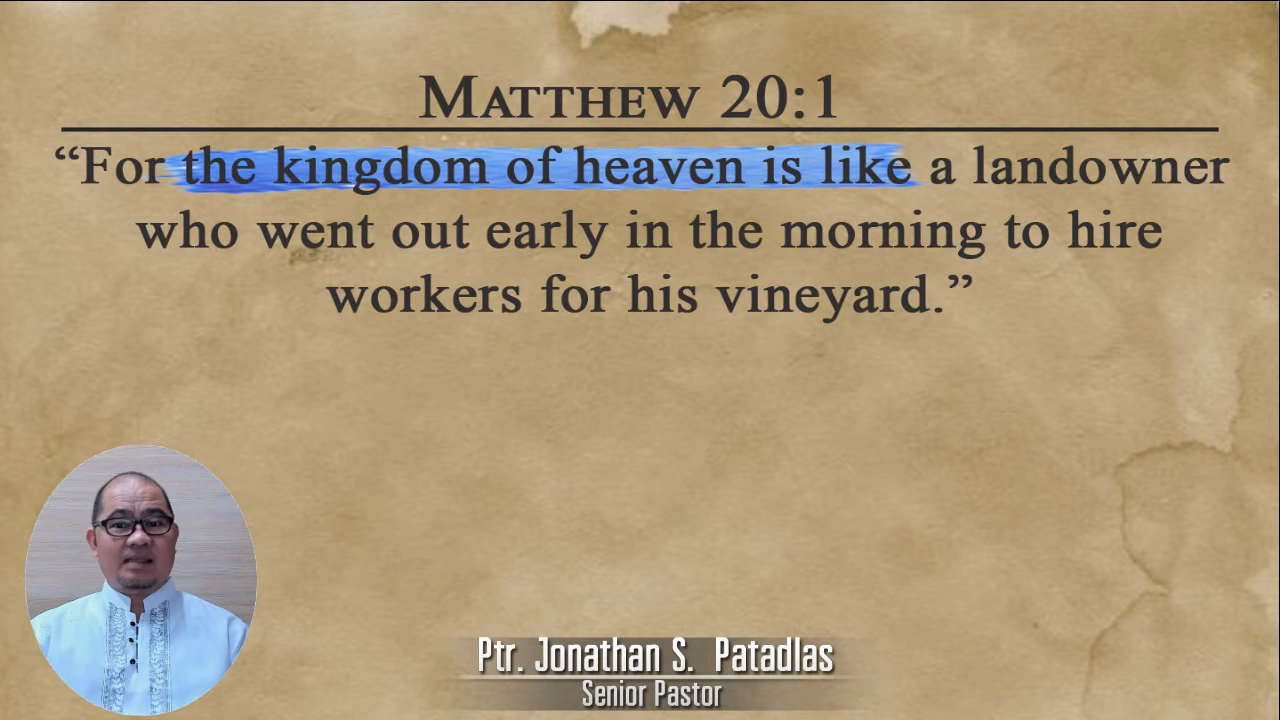 MATTHEW 20:1
“For the kingdom of heaven is like a landowner
who went out early in the morning to hire
workers for his vineyard.”
Ptr. Jonathan S. Patadlas
Senior Pastor